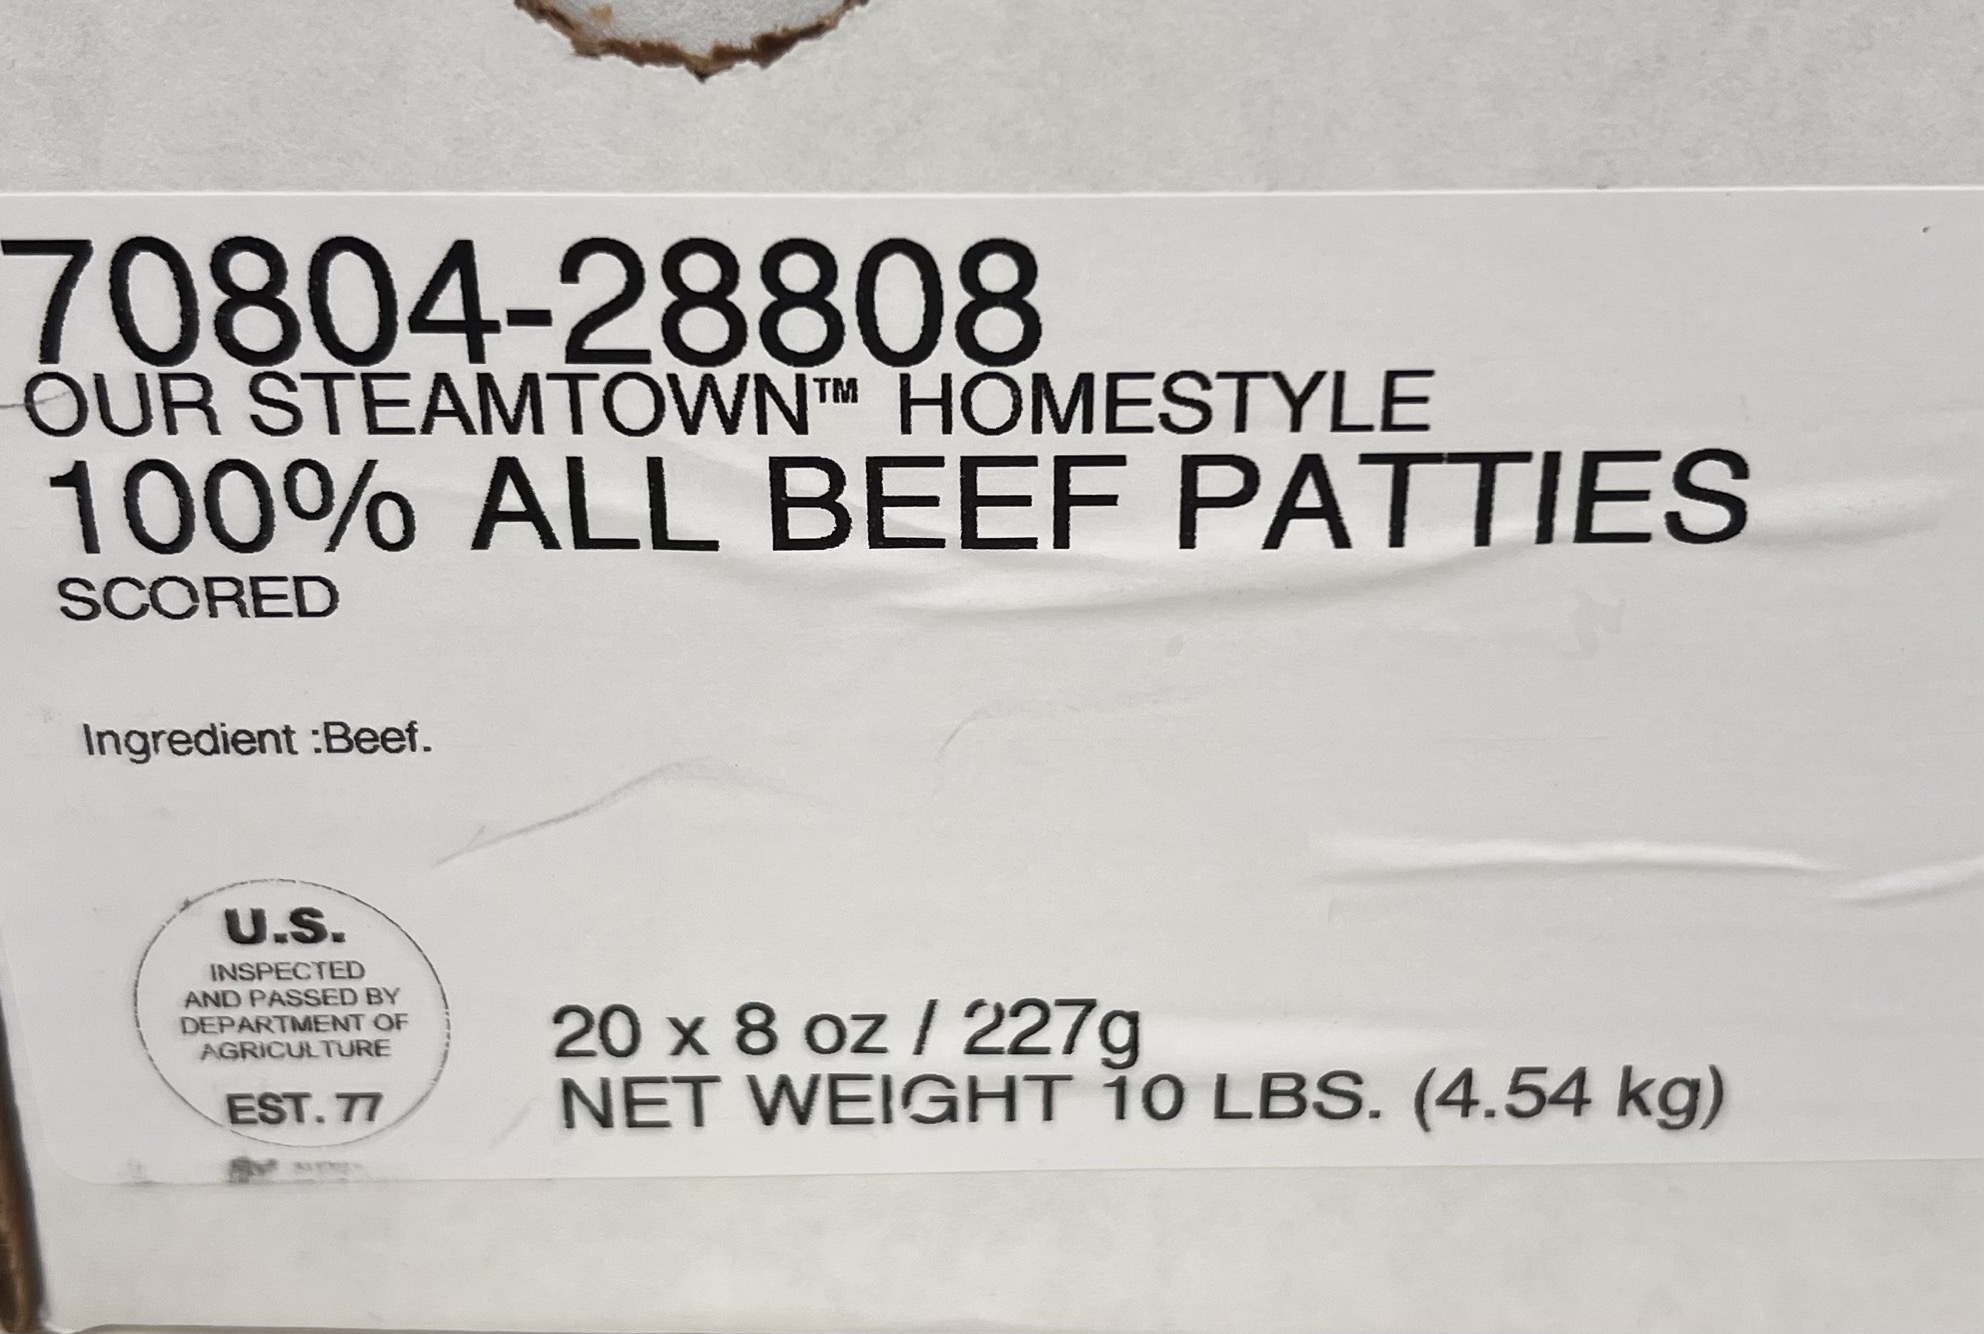 70804-28808
OUR STEAMTOWN™ HOMESTYLE
100% ALL BEEF PATTIES
SCORED
Ingredient :Beef.
U.S.
INSPECTED
AND PASSED BY
DEPARTMENT OF
AGRICULTURE
EST. 77
20 x 8 oz / 227g
NET WEIGHT 10 LBS. (4.54 kg)